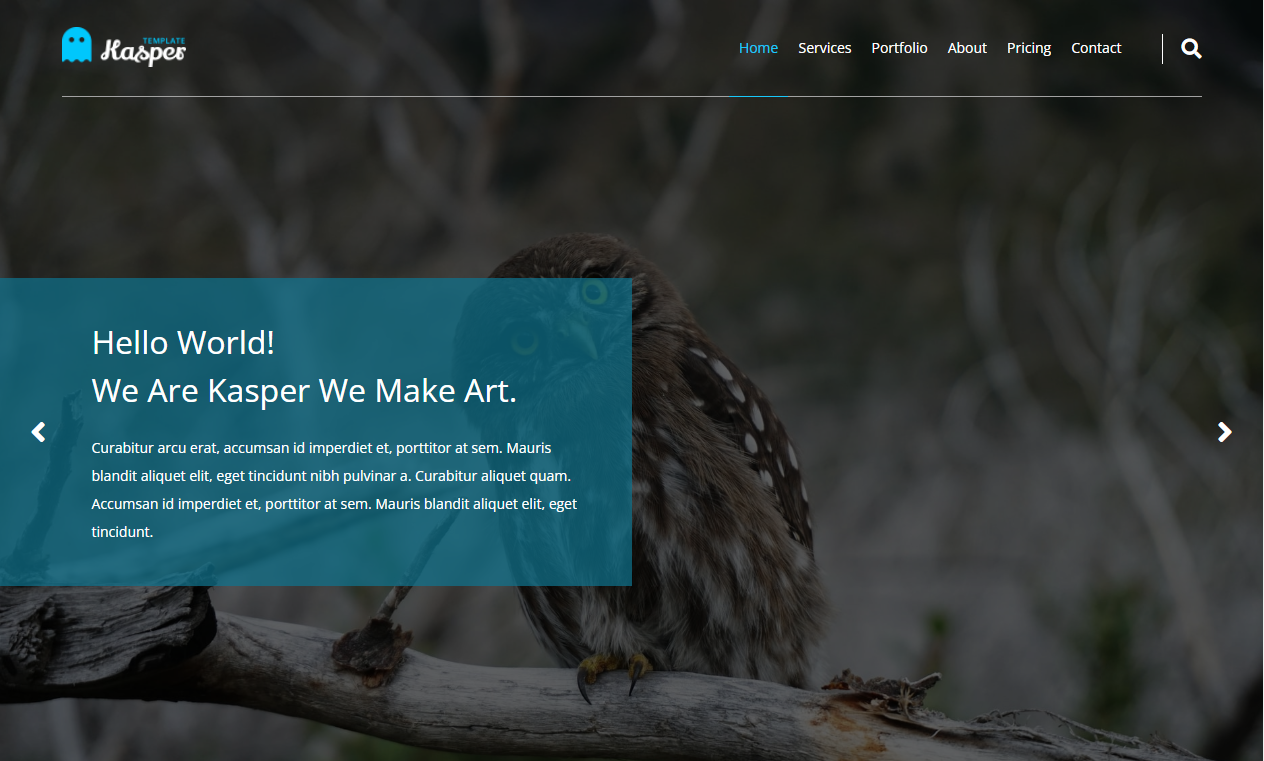 TEMPLATE
Kasper
Home Services Portfolio About Pricing Contact
Hello World!
We Are Kasper We Make Art.
Curabitur arcu erat, accumsan id imperdiet et, porttitor at sem. Mauris
blandit aliquet elit, eget tincidunt nibh pulvinar a. Curabitur aliquet quam.
Accumsan id imperdiet et, porttitor at sem. Mauris blandit aliquet elit, eget
tincidunt.